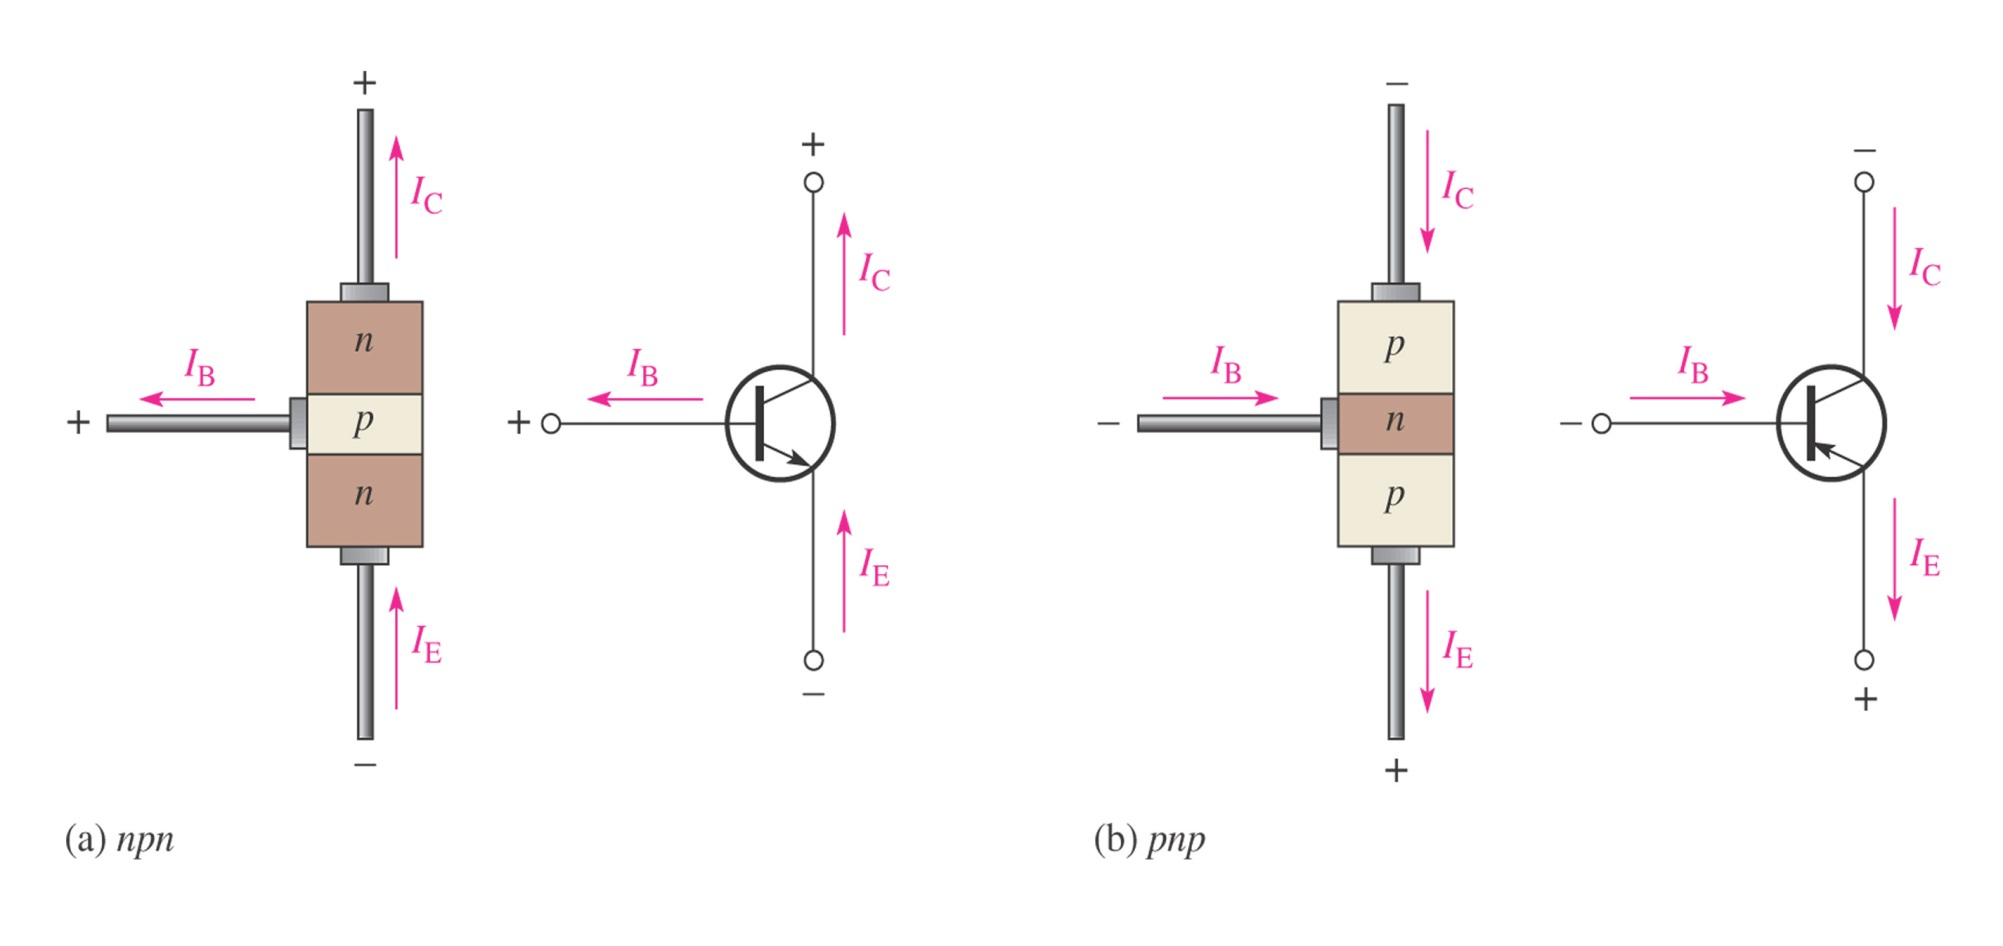 +
I_C
n
I_B
+
p
n
I_E
−
+
I_C
I_B
+
I_E
−
(a) npn
−
I_C
p
I_B
−
n
p
I_E
+
−
I_C
I_B
−
I_E
+
(b) pnp